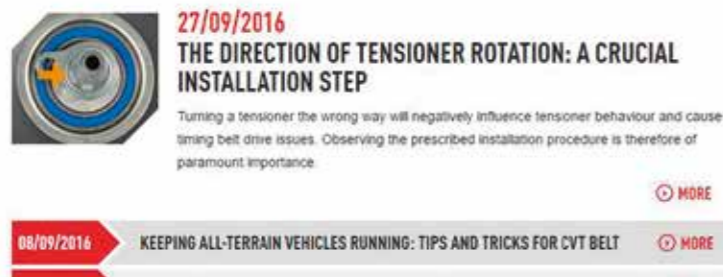 27/09/2016
THE DIRECTION OF TENSIONER ROTATION: A CRUCIAL
INSTALLATION STEP
Turning a tensioner the wrong way will negatively influence tensioner behaviour and cause
timing belt drive issues. Observing the prescribed installation procedure is therefore of
paramount importance.
MORE
08/09/2016 KEEPING ALL-TERRAIN VEHICLES RUNNING: TIPS AND TRICKS FOR CVT BELT MORE